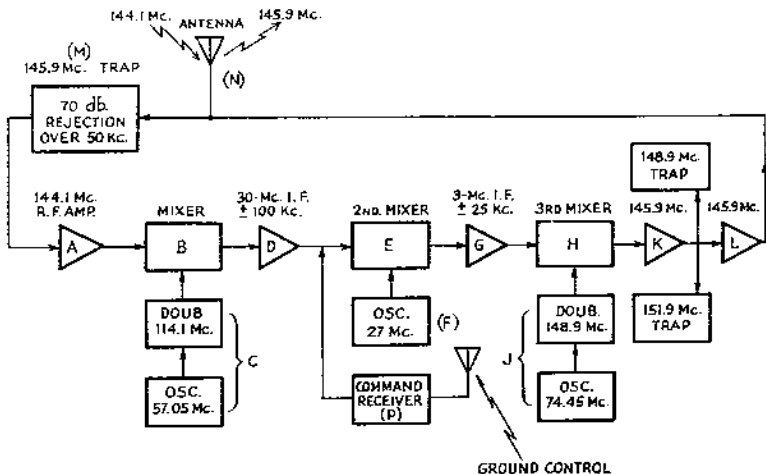 144.1 Mc.
ANTENNA
145.9 Mc.
(M)
145.9 Mc. TRAP
(N)
70 db.
REJECTION
OVER 50 Kc.
148.9 Mc.
TRAP
144.1 Mc.
R.F. AMP.
MIXER
30-Mc. I.F.
± 100 Kc.
2ND. MIXER
3-Mc. I.F.
± 25 Kc.
3RD MIXER
145.9 Mc.
145.9 Mc.
A
B
D
E
G
H
K
L
DOUB.
114.1 Mc.
C
OSC.
27 Mc.
(F)
DOUB.
148.9 Mc.
J
151.9 Mc.
TRAP
OSC.
57.05 Mc.
COMMAND
RECEIVER
(P)
OSC.
74.45 Mc.
GROUND CONTROL